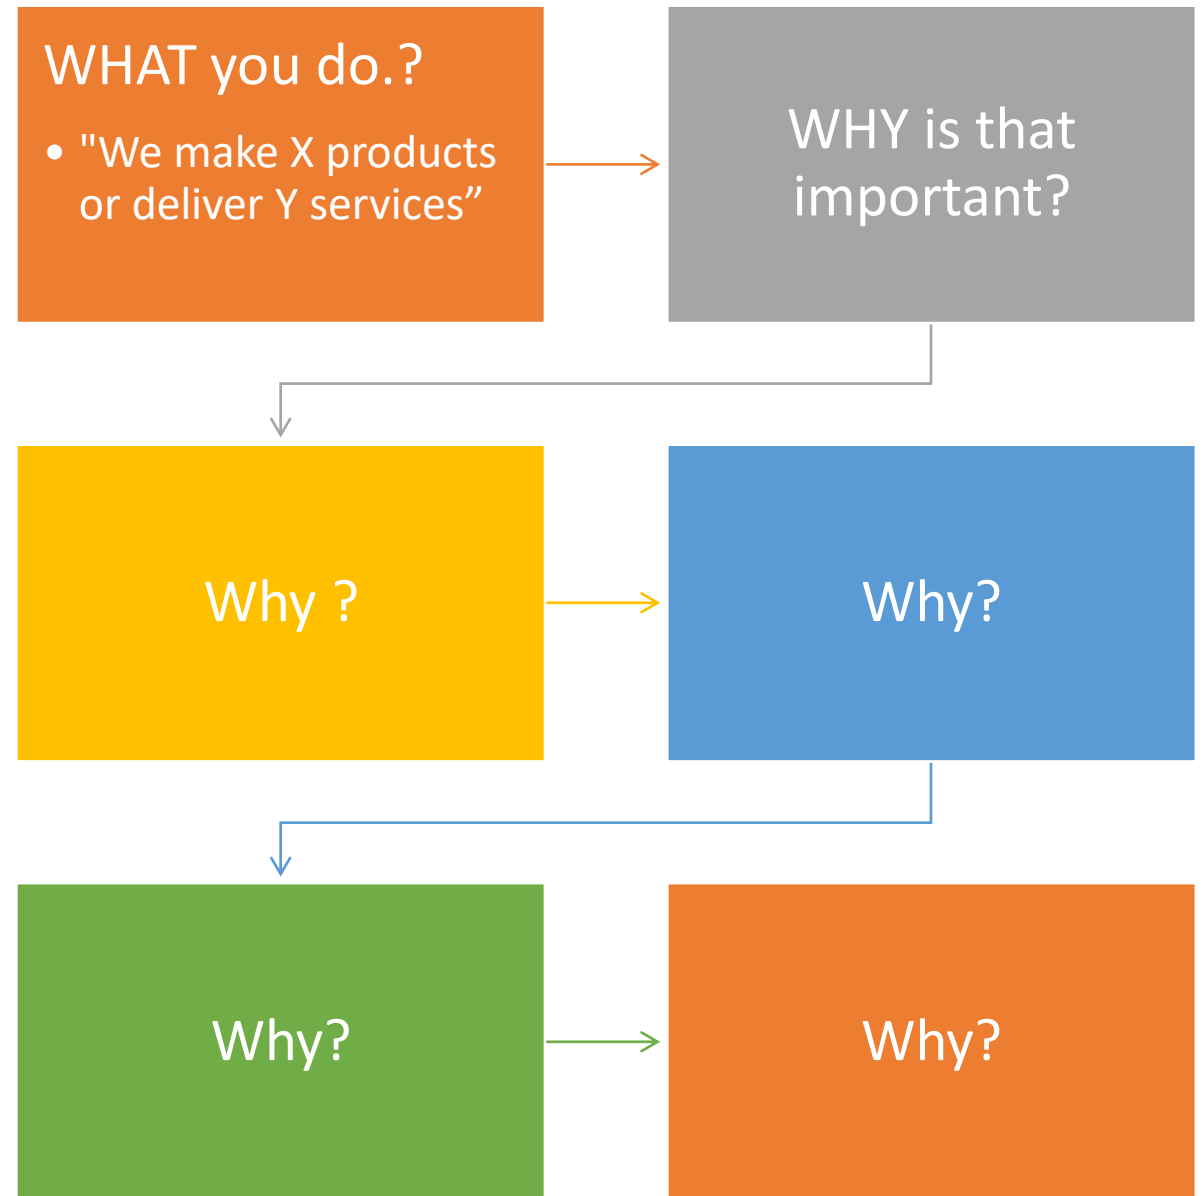 WHAT you do.?
• "We make X products
or deliver Y services”
WHY is that
important?
Why ?
Why?
Why?
Why?